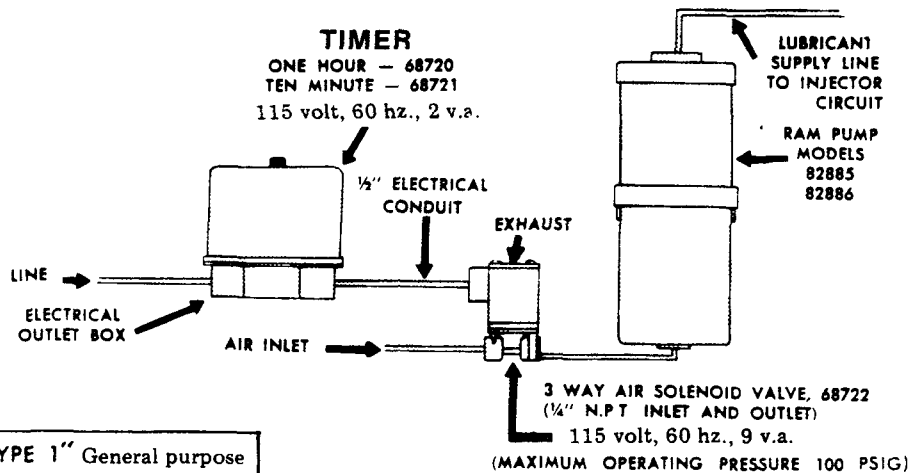 TIMER
ONE HOUR — 68720
TEN MINUTE — 68721
115 volt, 60 hz., 2 v.a.
LUBRICANT
SUPPLY LINE
TO INJECTOR
CIRCUIT
RAM PUMP
MODELS
82885
82886
½" ELECTRICAL
CONDUIT
EXHAUST
LINE
ELECTRICAL
OUTLET BOX
AIR INLET
3 WAY AIR SOLENOID VALVE, 68722
(¼" N.P.T INLET AND OUTLET)
115 volt, 60 hz., 9 v.a.
(MAXIMUM OPERATING PRESSURE 100 PSIG)
YPE 1" General purpose